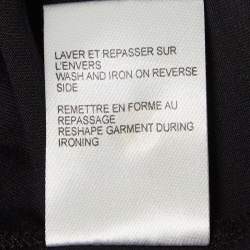 LAVER ET REPASSER SUR
L'ENVERS
WASH AND IRON ON REVERSE
SIDE
REMETTRE EN FORME AU
REPASSAGE
RESHAPE GARMENT DURING
IRONING